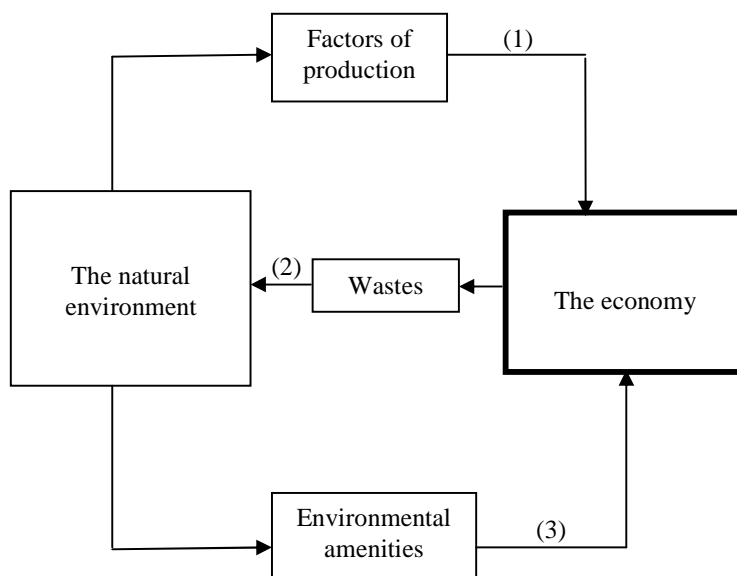 Factors of
production
(1)
The natural
environment
(2)
Wastes
The economy
Environmental
amenities
(3)